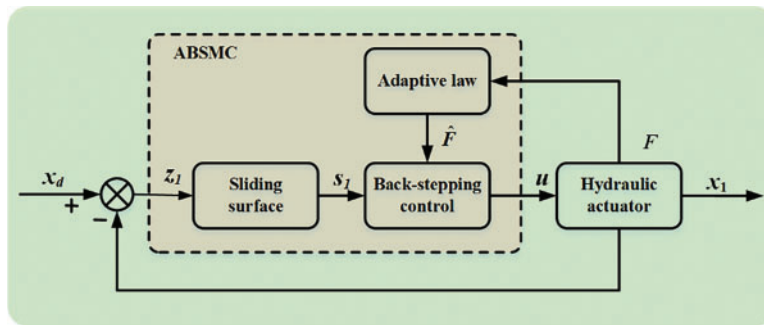 ABSMC
Adaptive law
F̂
F
x_d
+
−
z_1
Sliding
surface
s_1
Back-stepping
control
u
Hydraulic
actuator
x_1